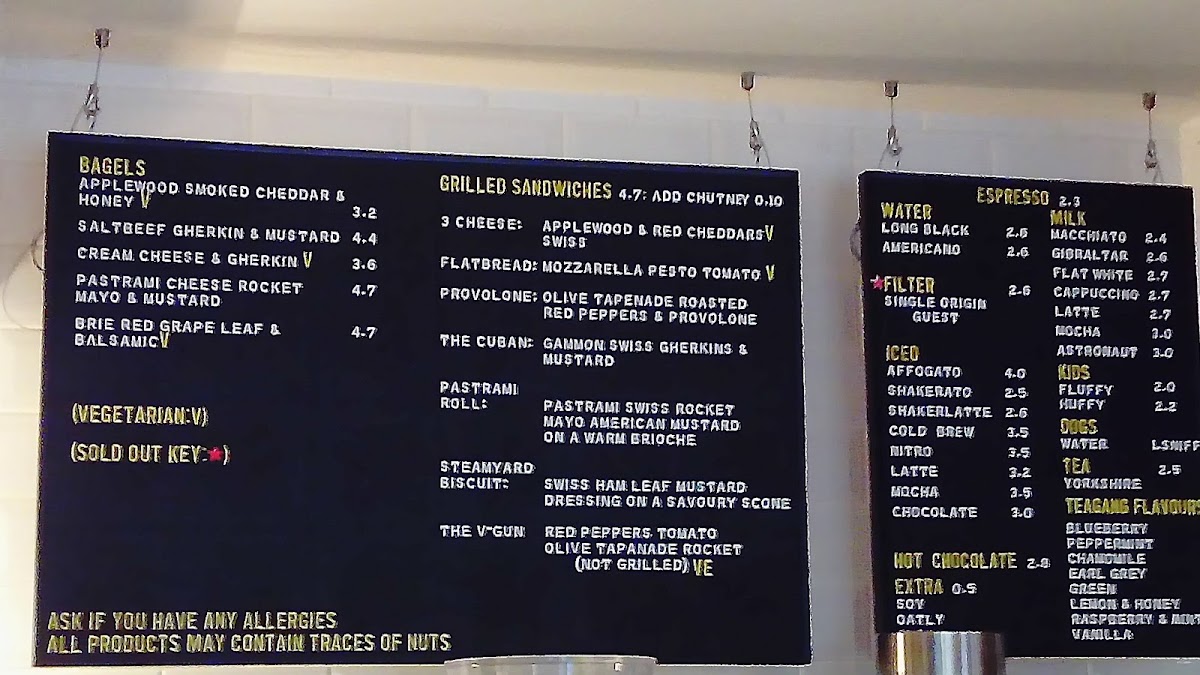 BAGELS
APPLEWOOD SMOKED CHEDDAR &
HONEY V 3.2
SALTBEEF GHERKIN & MUSTARD 4.4
CREAM CHEESE & GHERKIN V 3.6
PASTRAMI CHEESE ROCKET 4.7
MAYO & MUSTARD
BRIE RED GRAPE LEAF & 4.7
BALSAMIC V
(VEGETARIAN:V)
(SOLD OUT KEY:★)
ASK IF YOU HAVE ANY ALLERGIES
ALL PRODUCTS MAY CONTAIN TRACES OF NUTS
GRILLED SANDWICHES 4.7: ADD CHUTNEY 0.10
3 CHEESE: APPLEWOOD & RED CHEDDARS V
SWISS
FLATBREAD: MOZZARELLA PESTO TOMATO V
PROVOLONE: OLIVE TAPENADE ROASTED
RED PEPPERS & PROVOLONE
THE CUBAN: GAMMON SWISS GHERKINS &
MUSTARD
PASTRAMI
ROLL: PASTRAMI SWISS ROCKET
MAYO AMERICAN MUSTARD
ON A WARM BRIOCHE
STEAMYARD
BISCUIT: SWISS HAM LEAF MUSTARD
DRESSING ON A SAVOURY SCONE
THE V-GUN RED PEPPERS TOMATO
OLIVE TAPANADE ROCKET
(NOT GRILLED) VE
ESPRESSO 2.3
WATER
LONG BLACK 2.6
AMERICANO 2.6
★FILTER 2.6
SINGLE ORIGIN
GUEST
ICED
AFFOGATO 4.0
SHAKERATO 2.5
SHAKERLATTE 2.6
COLD BREW 3.5
NITRO 3.5
LATTE 3.2
MOCHA 3.5
CHOCOLATE 3.0
HOT CHOCOLATE 2.8
EXTRA 0.5
SOY
OATLY
MILK
MACCHIATO 2.4
GIBRALTAR 2.6
FLAT WHITE 2.7
CAPPUCCINO 2.7
LATTE 2.7
MOCHA 3.0
ASTRONAUT 3.0
KIDS
FLUFFY 2.0
HUFFY 2.2
DOGS
WATER 1.SNIFF
TEA 2.5
YORKSHIRE
TEAGANG FLAVOURS
BLUEBERRY
PEPPERMINT
CHAMOMILE
EARL GREY
GREEN
LEMON & HONEY
RASPBERRY & MINT
VANILLA